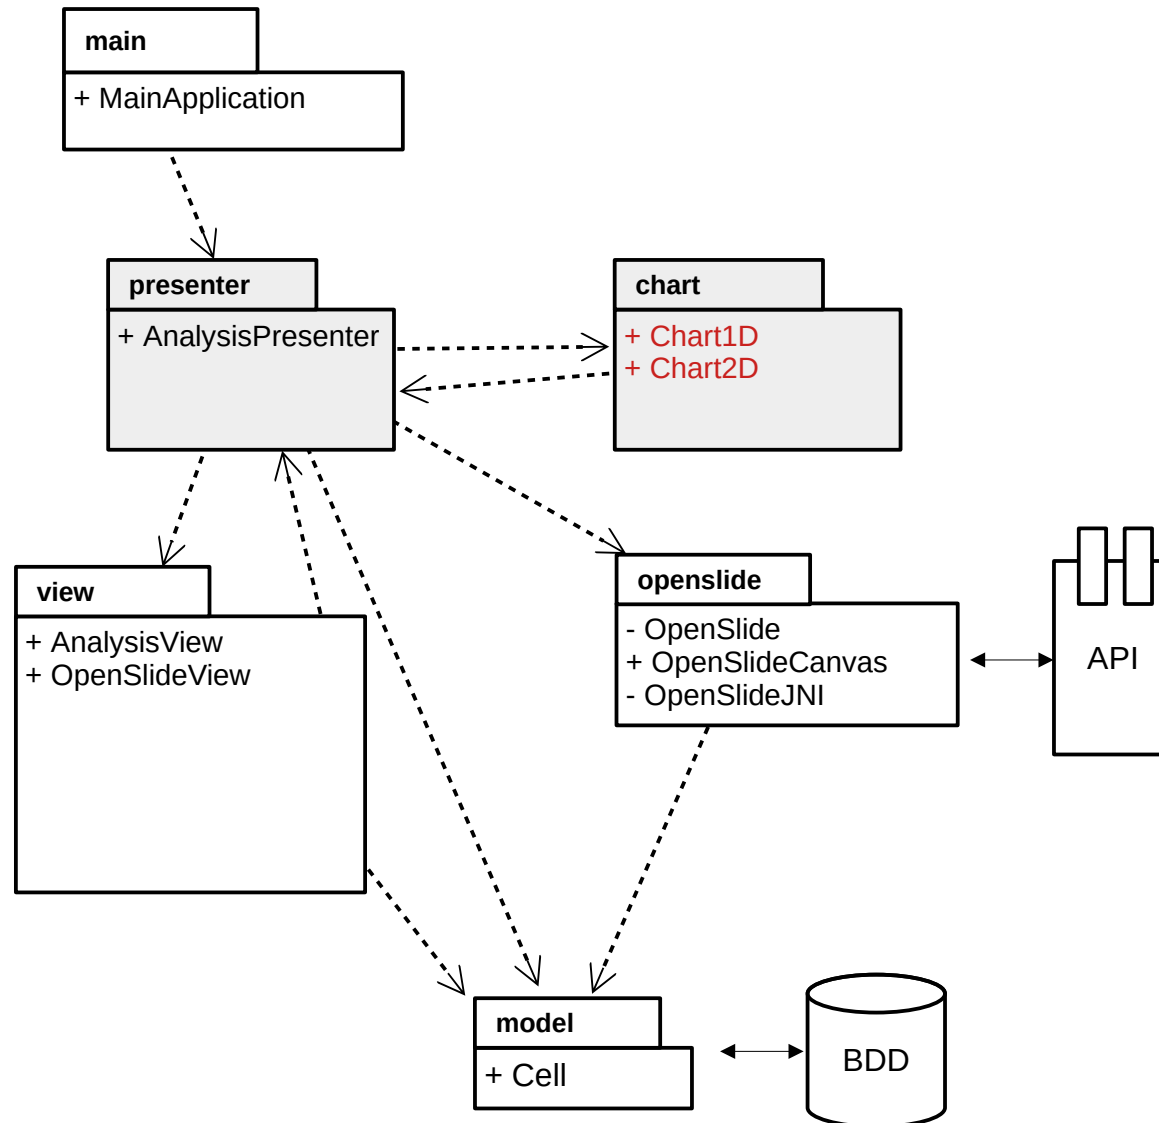 main
+ MainApplication
presenter
+ AnalysisPresenter
chart
+ Chart1D
+ Chart2D
view
+ AnalysisView
+ OpenSlideView
openslide
- OpenSlide
+ OpenSlideCanvas
- OpenSlideJNI
API
model
+ Cell
BDD